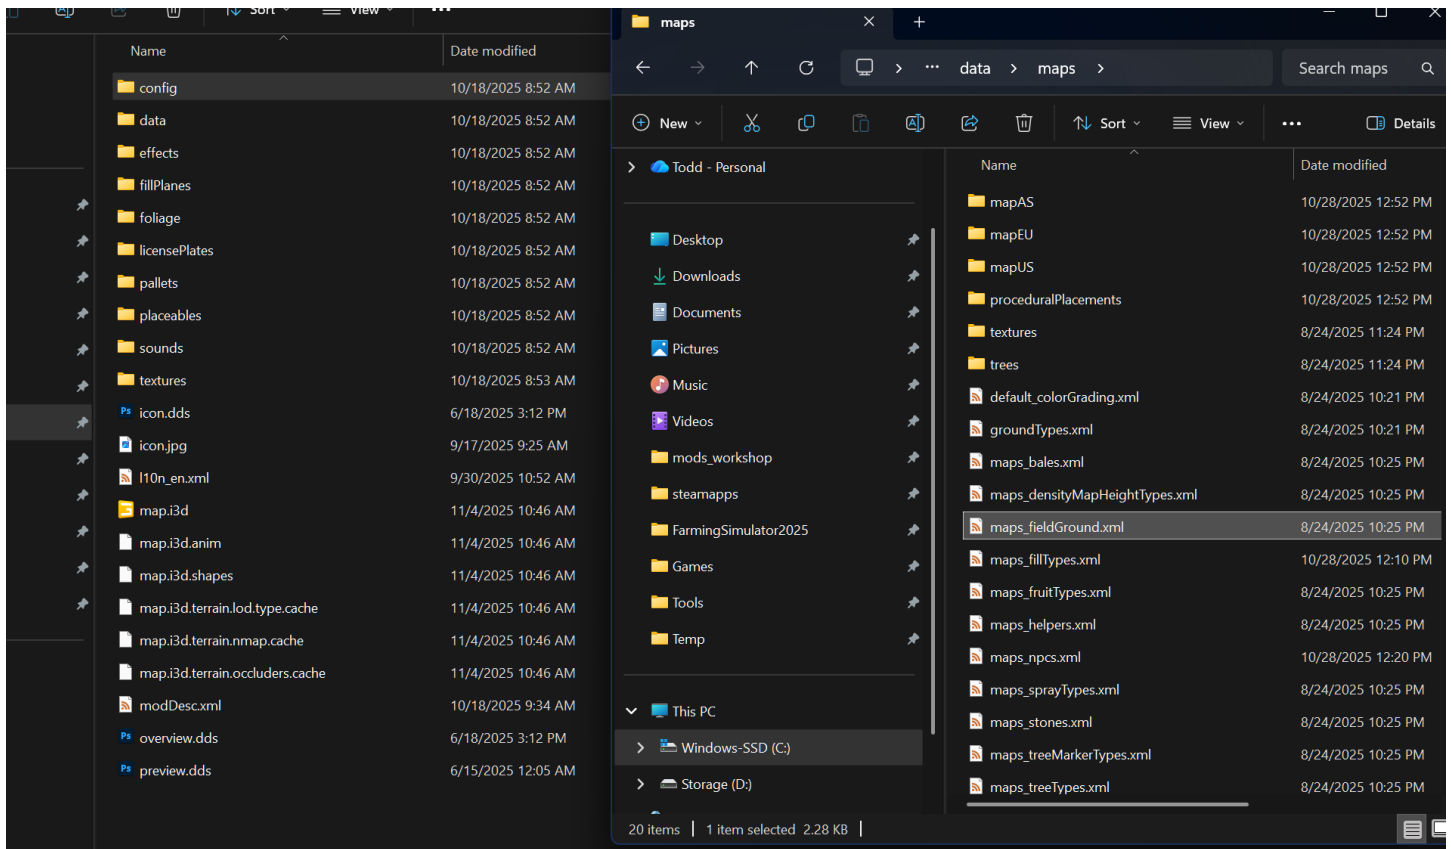 Sort View •••
Name Date modified
config 10/18/2025 8:52 AM
data 10/18/2025 8:52 AM
effects 10/18/2025 8:52 AM
fillPlanes 10/18/2025 8:52 AM
foliage 10/18/2025 8:52 AM
licensePlates 10/18/2025 8:52 AM
pallets 10/18/2025 8:52 AM
placeables 10/18/2025 8:52 AM
sounds 10/18/2025 8:52 AM
textures 10/18/2025 8:53 AM
Ps icon.dds 6/18/2025 3:12 PM
icon.jpg 9/17/2025 9:25 AM
l10n_en.xml 9/30/2025 10:52 AM
map.i3d 11/4/2025 10:46 AM
map.i3d.anim 11/4/2025 10:46 AM
map.i3d.shapes 11/4/2025 10:46 AM
map.i3d.terrain.lod.type.cache 11/4/2025 10:46 AM
map.i3d.terrain.nmap.cache 11/4/2025 10:46 AM
map.i3d.terrain.occluders.cache 11/4/2025 10:46 AM
modDesc.xml 10/18/2025 9:34 AM
Ps overview.dds 6/18/2025 3:12 PM
Ps preview.dds 6/15/2025 12:05 AM
maps
••• data > maps > Search maps
New Sort View ••• Details
Todd - Personal
Desktop
Downloads
Documents
Pictures
Music
Videos
mods_workshop
steamapps
FarmingSimulator2025
Games
Tools
Temp
This PC
Windows-SSD (C:)
Storage (D:)
Name Date modified
mapAS 10/28/2025 12:52 PM
mapEU 10/28/2025 12:52 PM
mapUS 10/28/2025 12:52 PM
proceduralPlacements 10/28/2025 12:52 PM
textures 8/24/2025 11:24 PM
trees 8/24/2025 11:24 PM
default_colorGrading.xml 8/24/2025 10:21 PM
groundTypes.xml 8/24/2025 10:21 PM
maps_bales.xml 8/24/2025 10:25 PM
maps_densityMapHeightTypes.xml 8/24/2025 10:25 PM
maps_fieldGround.xml 8/24/2025 10:25 PM
maps_fillTypes.xml 10/28/2025 12:10 PM
maps_fruitTypes.xml 8/24/2025 10:25 PM
maps_helpers.xml 8/24/2025 10:25 PM
maps_npcs.xml 10/28/2025 12:20 PM
maps_sprayTypes.xml 8/24/2025 10:25 PM
maps_stones.xml 8/24/2025 10:25 PM
maps_treeMarkerTypes.xml 8/24/2025 10:25 PM
maps_treeTypes.xml 8/24/2025 10:25 PM
20 items | 1 item selected 2.28 KB |